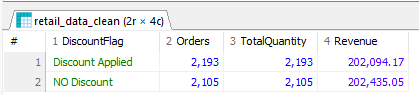 retail_data_clean (2r × 4c)
# 1 DiscountFlag 2 Orders 3 TotalQuantity 4 Revenue
1 Discount Applied 2,193 2,193 202,094.17
2 NO Discount 2,105 2,105 202,435.05